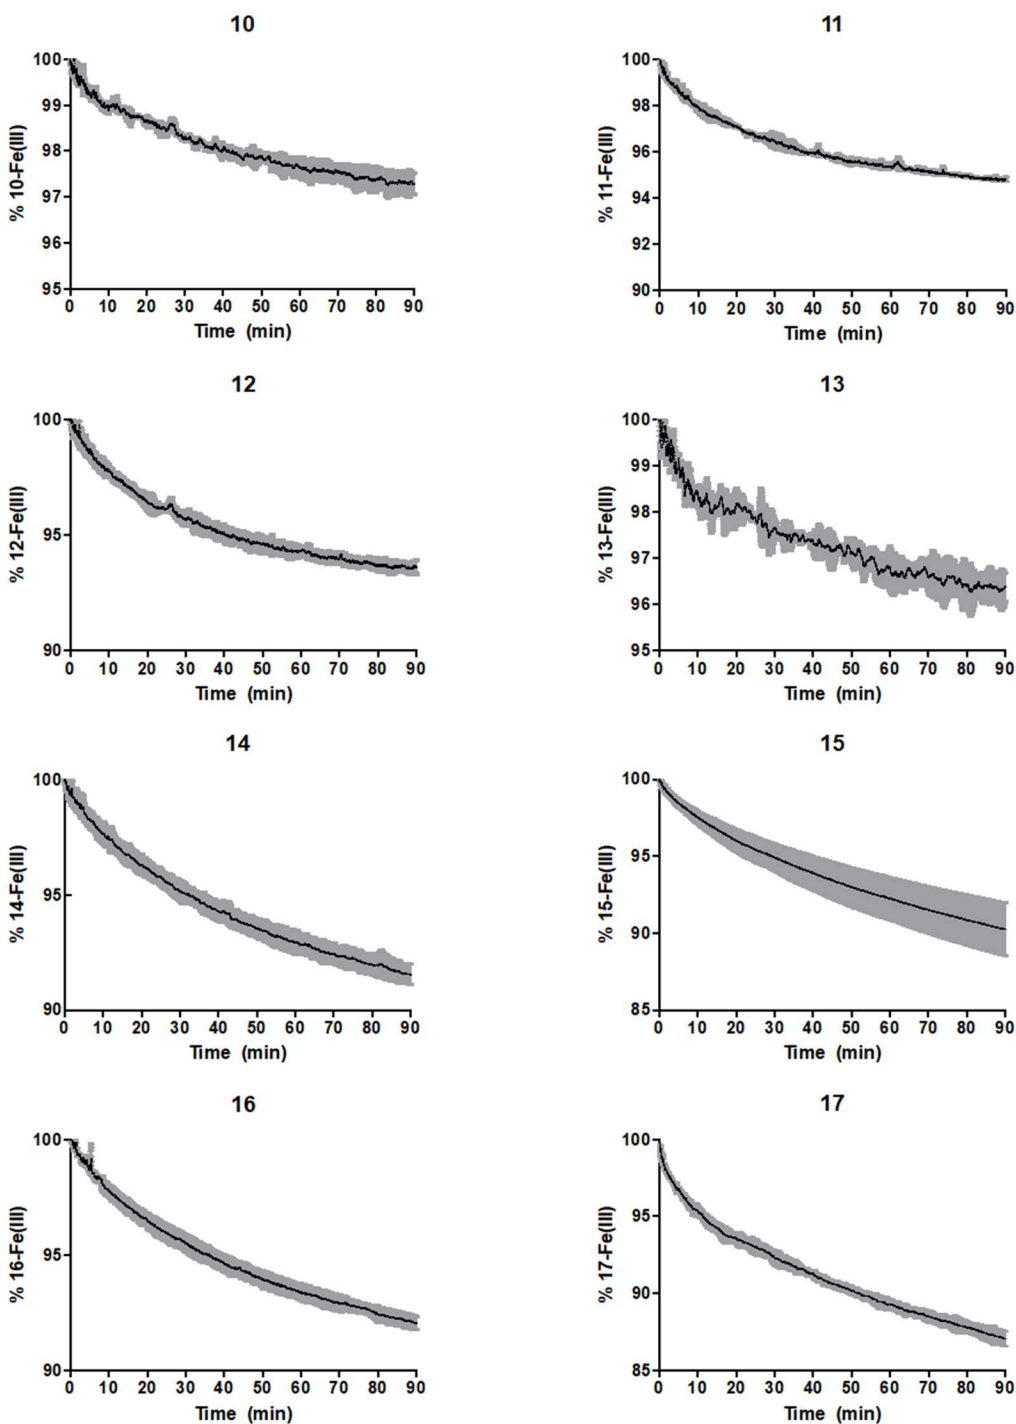 10
100
99
98
97
96
95
% 10-Fe(III)
0 10 20 30 40 50 60 70 80 90
Time (min)
11
100
98
96
94
92
90
% 11-Fe(III)
0 10 20 30 40 50 60 70 80 90
Time (min)
12
100
95
90
% 12-Fe(III)
0 10 20 30 40 50 60 70 80 90
Time (min)
13
100
99
98
97
96
95
% 13-Fe(III)
0 10 20 30 40 50 60 70 80 90
Time (min)
14
100
95
90
% 14-Fe(III)
0 10 20 30 40 50 60 70 80 90
Time (min)
15
100
95
90
85
% 15-Fe(III)
0 10 20 30 40 50 60 70 80 90
Time (min)
16
100
95
90
% 16-Fe(III)
0 10 20 30 40 50 60 70 80 90
Time (min)
17
100
95
90
85
% 17-Fe(III)
0 10 20 30 40 50 60 70 80 90
Time (min)